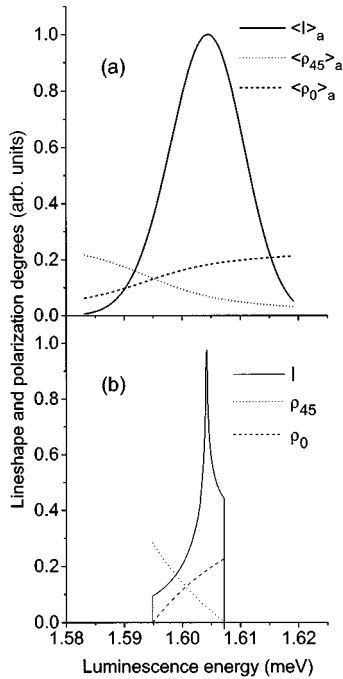 Lineshape and polarization degrees (arb. units)
1.0
0.8
0.6
0.4
0.2
0.0
(a)
<I>a
<ρ45>a
<ρ0>a
1.0
0.8
0.6
0.4
0.2
0.0
(b)
I
ρ45
ρ0
1.58 1.59 1.60 1.61 1.62
Luminescence energy (meV)